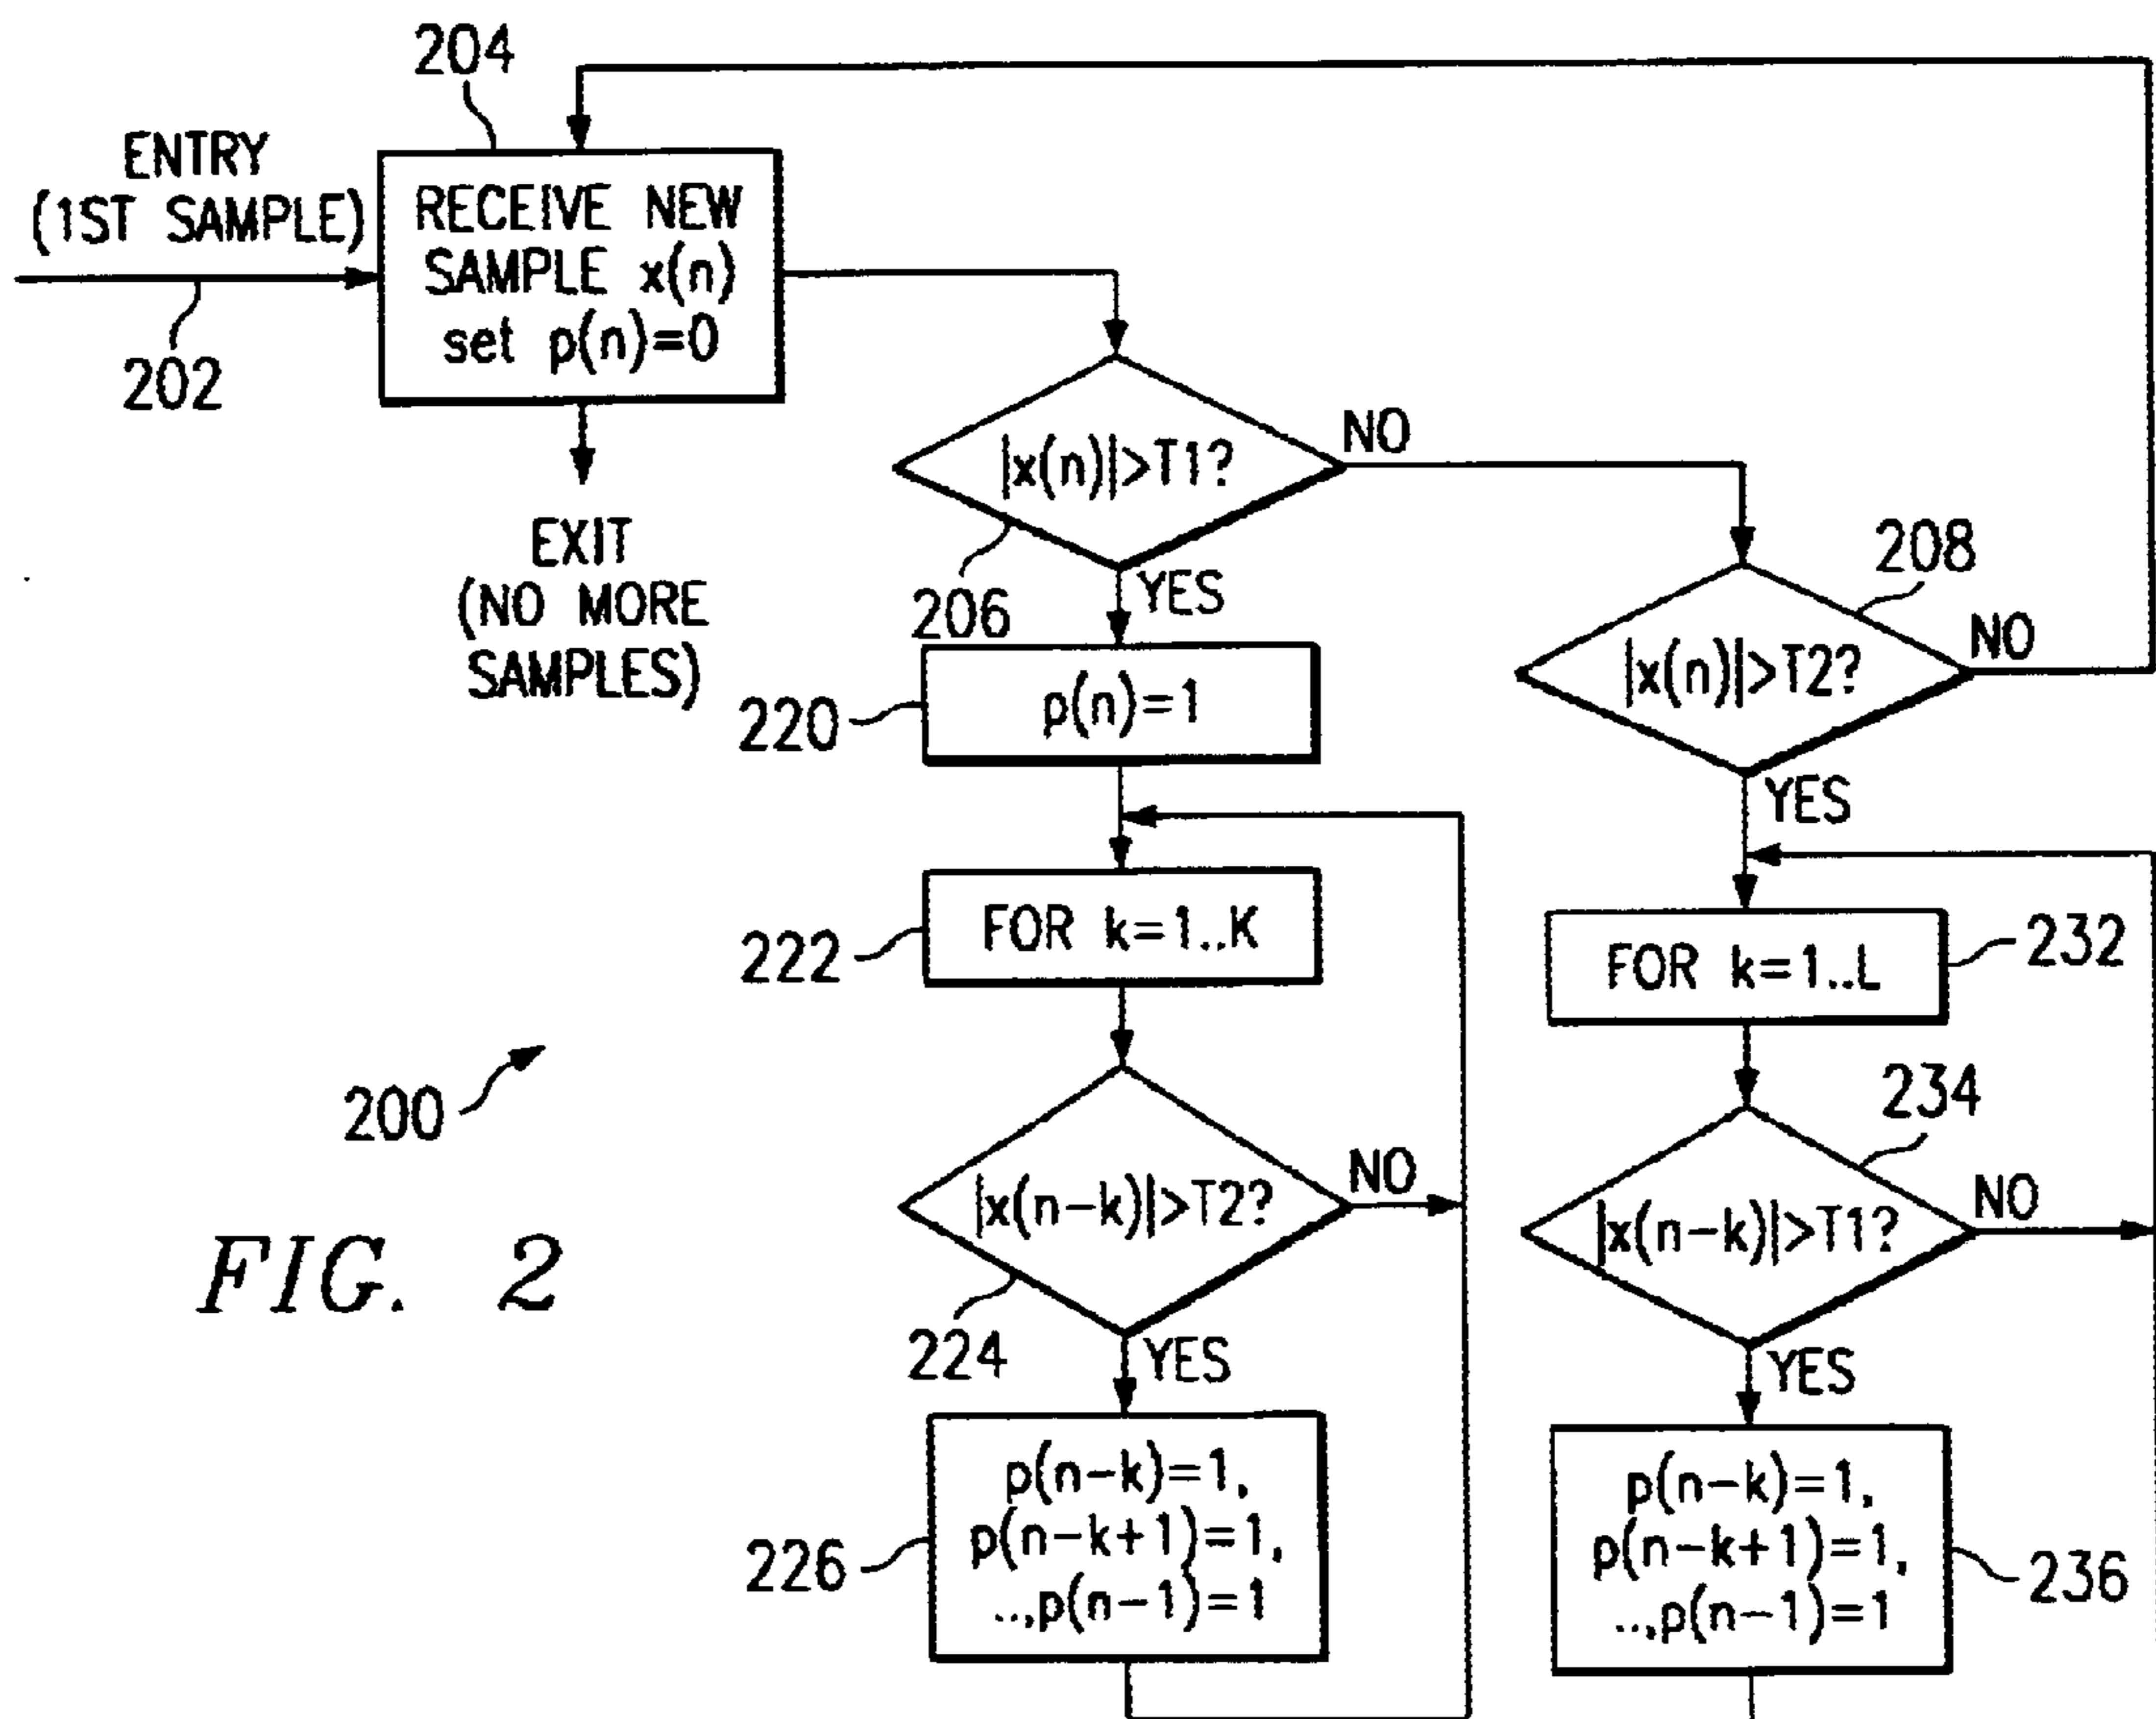 204
ENTRY
(1ST SAMPLE)
202
RECEIVE NEW
SAMPLE x(n)
set p(n)=0
EXIT
(NO MORE
SAMPLES)
|x(n)|>T1?
NO
206
YES
208
|x(n)|>T2?
NO
YES
220
p(n)=1
222
FOR k=1..K
FOR k=1..L
232
200
234
|x(n-k)|>T2?
NO
224
YES
|x(n-k)|>T1?
NO
YES
FIG. 2
226
p(n-k)=1,
p(n-k+1)=1,
..,p(n-1)=1
p(n-k)=1,
p(n-k+1)=1,
..,p(n-1)=1
236